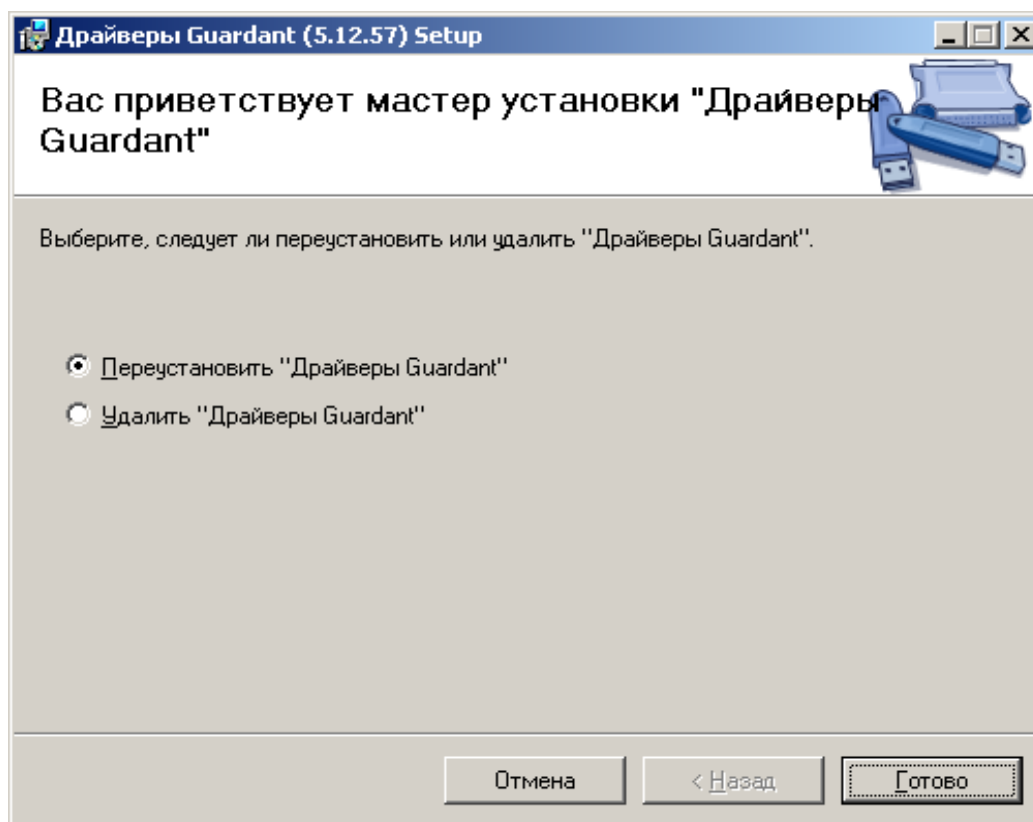 Драйверы Guardant (5.12.57) Setup
Вас приветствует мастер установки "Драйверы
Guardant"
Выберите, следует ли переустановить или удалить "Драйверы Guardant".
Переустановить "Драйверы Guardant"
Удалить "Драйверы Guardant"
Отмена
< Назад
Готово